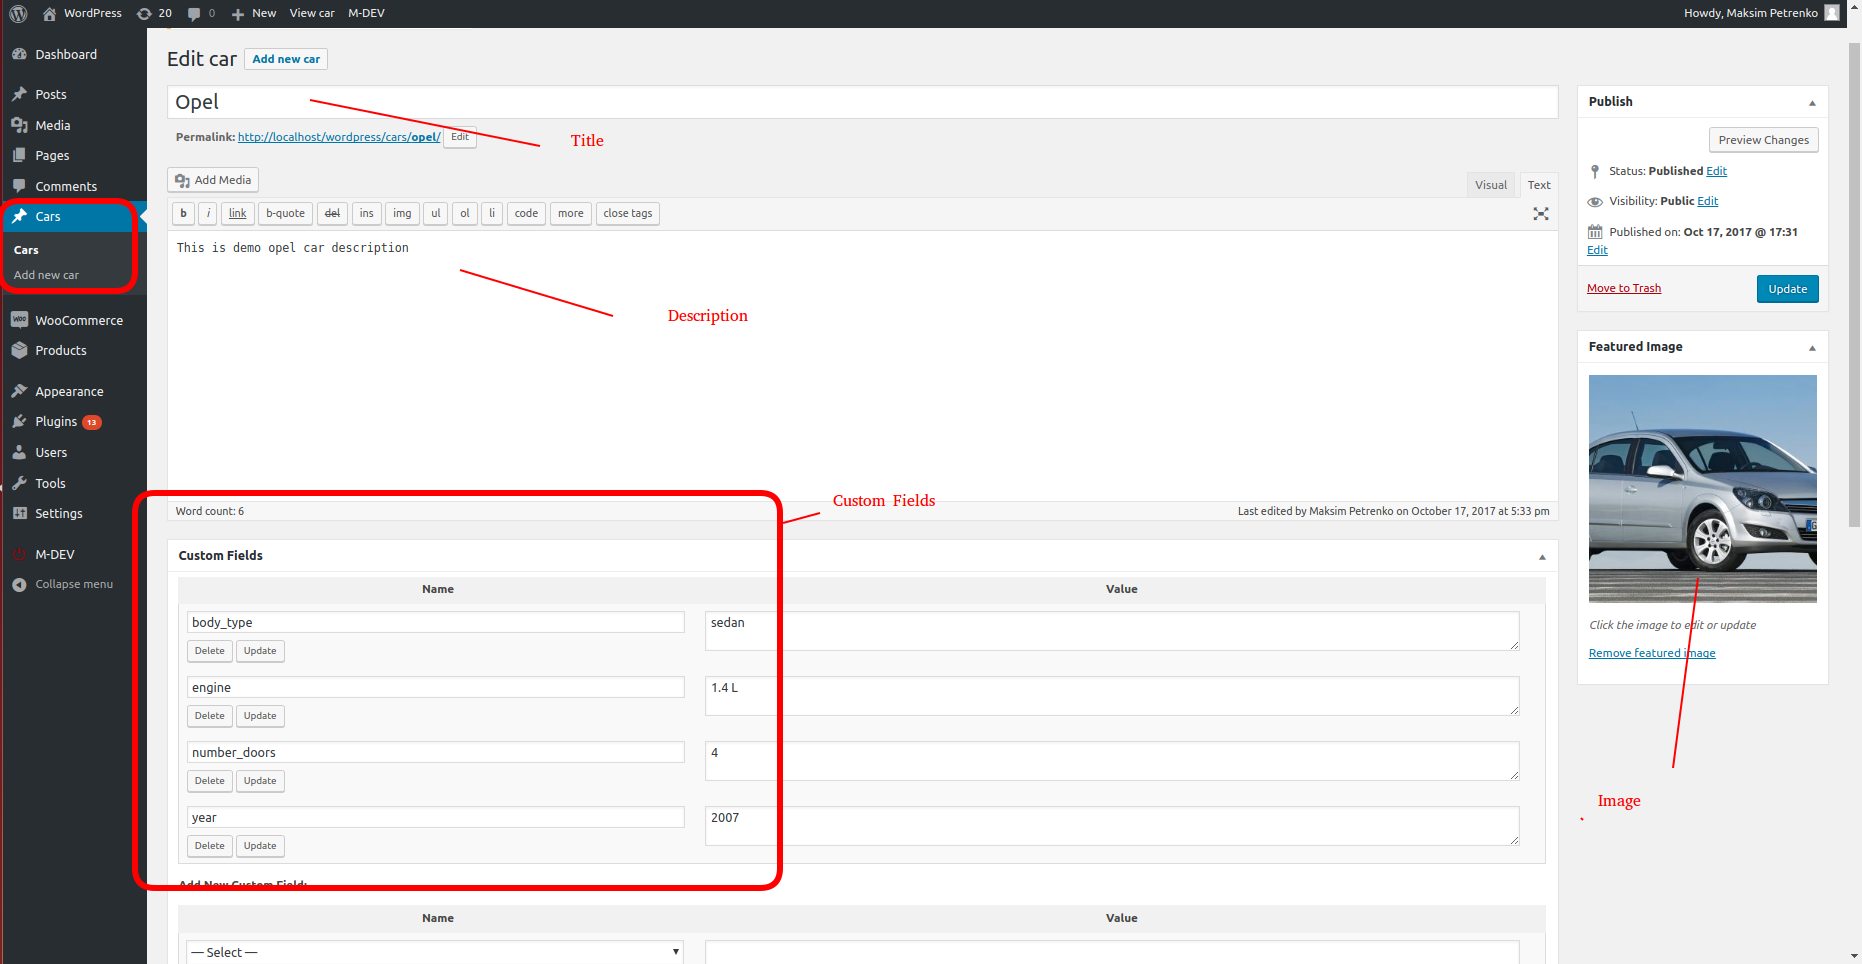 WordPress 20 0 New View car M-DEV Howdy, Maksim Petrenko
Dashboard
Posts
Media
Pages
Comments
Cars
Cars
Add new car
WooCommerce
Products
Appearance
Plugins 13
Users
Tools
Settings
M-DEV
Collapse menu
Edit car Add new car
Opel
Title
Permalink: http://localhost/wordpress/cars/opel/ Edit
Add Media
Visual Text
b i link b-quote del ins img ul ol li code more close tags
This is demo opel car description
Description
Custom Fields
Word count: 6 Last edited by Maksim Petrenko on October 17, 2017 at 5:33 pm
Custom Fields
Name Value
body_type sedan
Delete Update
engine 1.4 L
Delete Update
number_doors 4
Delete Update
year 2007
Delete Update
Add New Custom Field:
Name Value
— Select —
Publish
Preview Changes
Status: Published Edit
Visibility: Public Edit
Published on: Oct 17, 2017 @ 17:31
Edit
Move to Trash Update
Featured Image
Click the image to edit or update
Remove featured image
Image